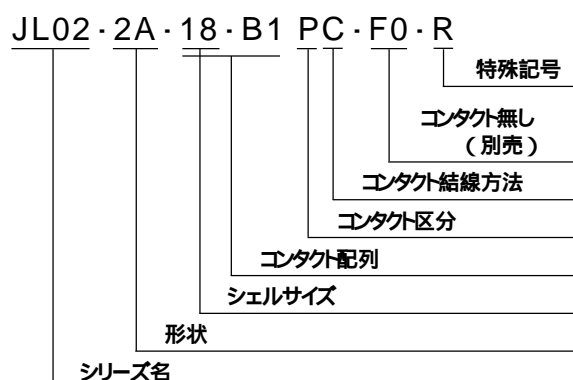 JL02-2A-18-B1PC-F0-R
特殊記号
コンタクト無し
(別売)
コンタクト結線方法
コンタクト区分
コンタクト配列
シェルサイズ
形状
シリーズ名